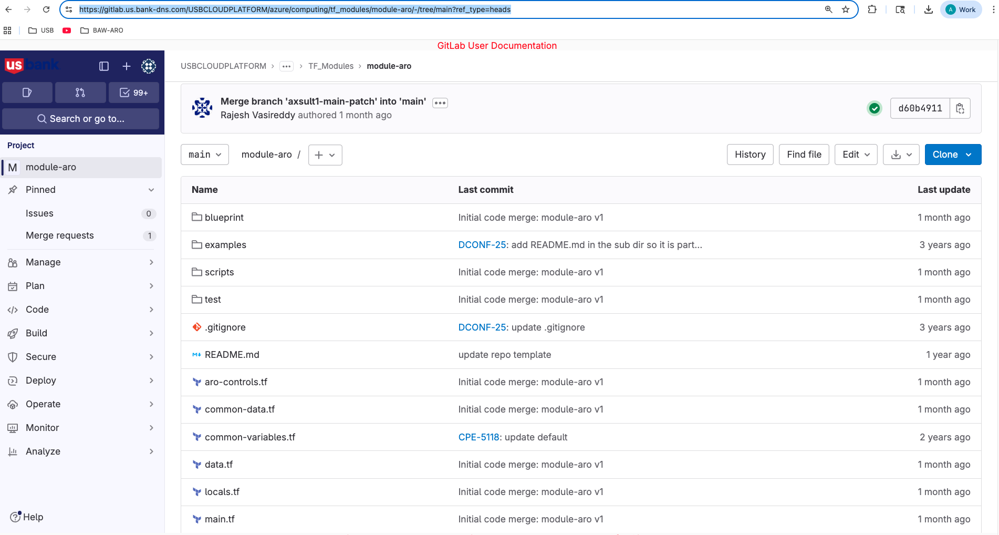 https://gitlab.us.bank-dns.com/USBCLOUDPLATFORM/azure/computing/tf_modules/module-aro/-/tree/main?ref_type=heads
A Work
USB
BAW-ARO
GitLab User Documentation
us bank
USBCLOUDPLATFORM › ••• › TF_Modules › module-aro
99+
Search or go to...
Project
M module-aro
Pinned
Issues 0
Merge requests 1
Manage
Plan
Code
Build
Secure
Deploy
Operate
Monitor
Analyze
Help
Merge branch 'axsult1-main-patch' into 'main' •••
Rajesh Vasireddy authored 1 month ago
d60b4911
main module-aro / +
History Find file Edit Clone
Name Last commit Last update
blueprint Initial code merge: module-aro v1 1 month ago
examples DCONF-25: add README.md in the sub dir so it is part... 3 years ago
scripts Initial code merge: module-aro v1 1 month ago
test Initial code merge: module-aro v1 1 month ago
.gitignore DCONF-25: update .gitignore 3 years ago
README.md update repo template 1 year ago
aro-controls.tf Initial code merge: module-aro v1 1 month ago
common-data.tf Initial code merge: module-aro v1 1 month ago
common-variables.tf CPE-5118: update default 2 years ago
data.tf Initial code merge: module-aro v1 1 month ago
locals.tf Initial code merge: module-aro v1 1 month ago
main.tf Initial code merge: module-aro v1 1 month ago